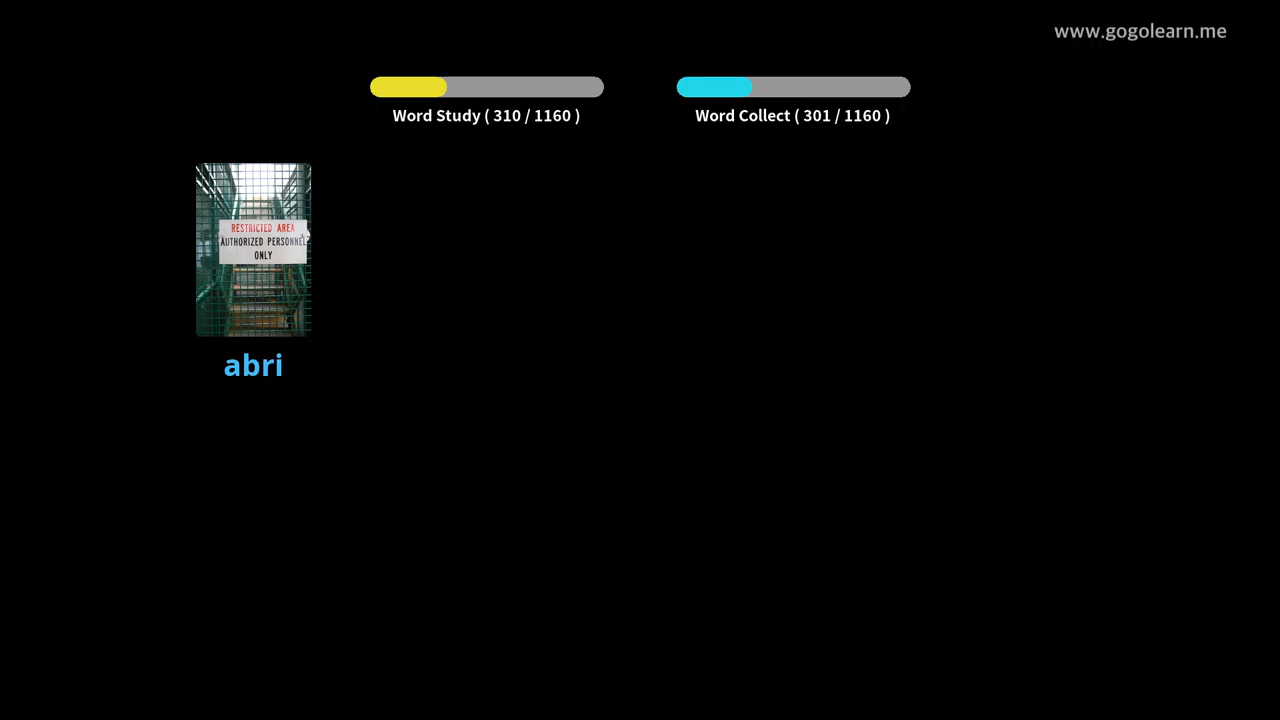 www.gogolearn.me
Word Study ( 310 / 1160 )
Word Collect ( 301 / 1160 )
RESTRICTED AREA
AUTHORIZED PERSONNEL
ONLY
abri